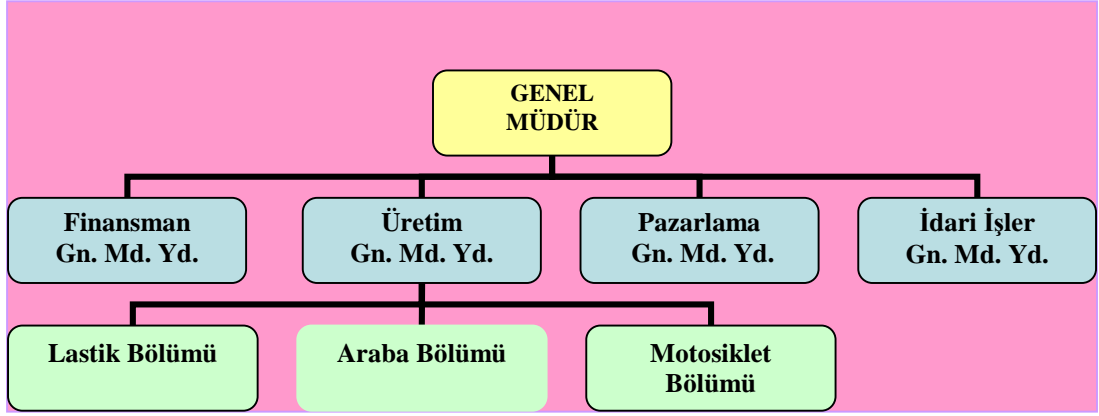 GENEL
MÜDÜR
Finansman
Gn. Md. Yd.
Üretim
Gn. Md. Yd.
Pazarlama
Gn. Md. Yd.
İdari İşler
Gn. Md. Yd.
Lastik Bölümü
Araba Bölümü
Motosiklet
Bölümü